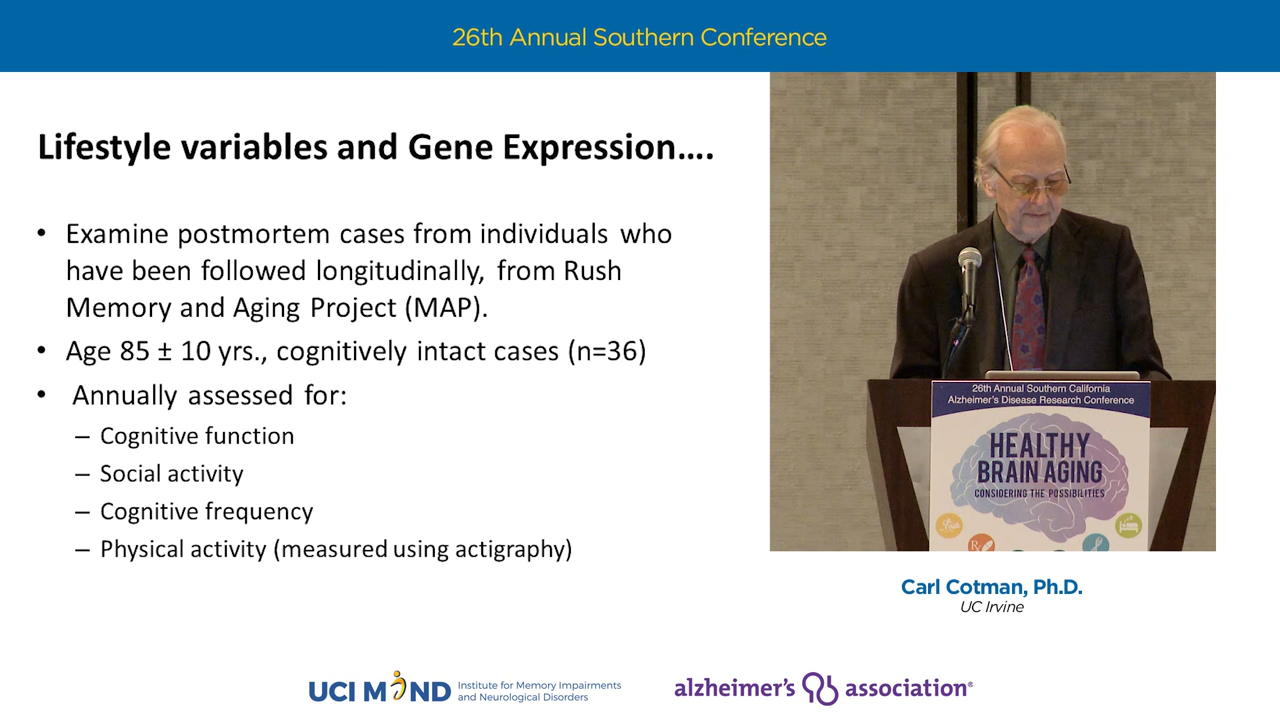 26th Annual Southern Conference
Lifestyle variables and Gene Expression….
• Examine postmortem cases from individuals who
have been followed longitudinally, from Rush
Memory and Aging Project (MAP).
• Age 85 ± 10 yrs., cognitively intact cases (n=36)
• Annually assessed for:
– Cognitive function
– Social activity
– Cognitive frequency
– Physical activity (measured using actigraphy)
26th Annual Southern California
Alzheimer's Disease Research Conference
HEALTHY
BRAIN AGING
CONSIDERING THE POSSIBILITIES
Carl Cotman, Ph.D.
UC Irvine
UCI MIND
Institute for Memory Impairments
and Neurological Disorders
alzheimer's association®